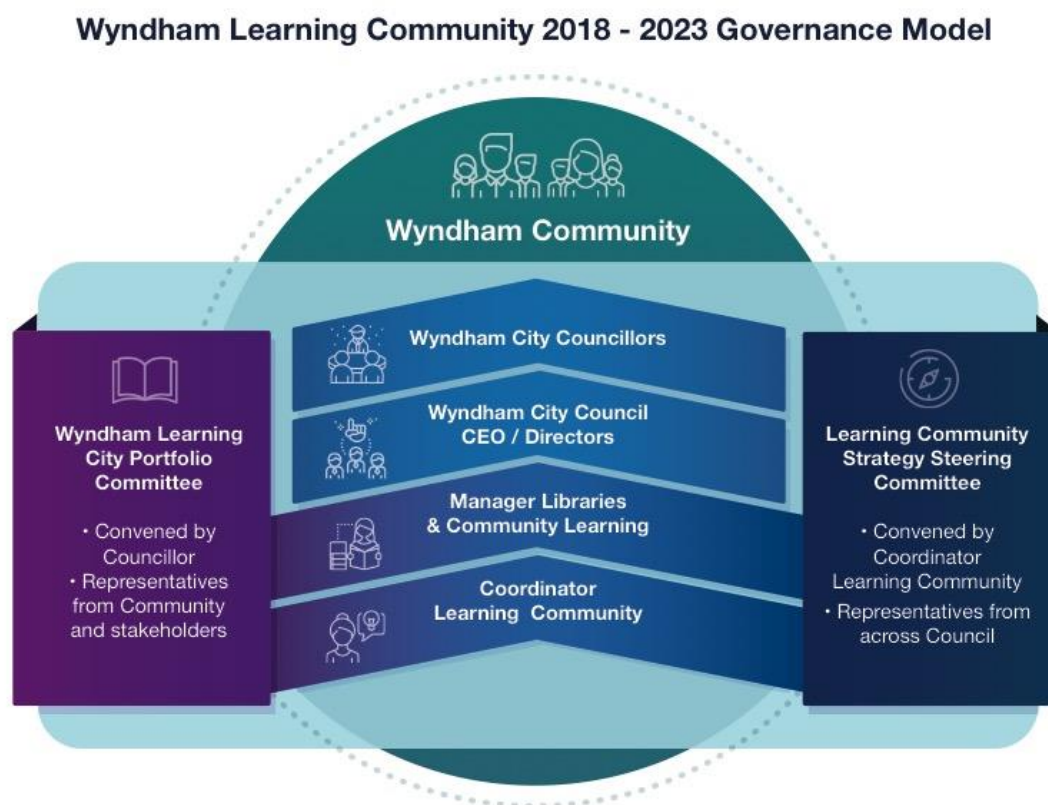 Wyndham Learning Community 2018 - 2023 Governance Model
Wyndham Community
Wyndham City Councillors
Wyndham City Council
CEO / Directors
Manager Libraries
& Community Learning
Coordinator
Learning Community
Wyndham Learning
City Portfolio
Committee
• Convened by
Councillor
• Representatives
from Community
and stakeholders
Learning Community
Strategy Steering
Committee
• Convened by
Coordinator
Learning Community
• Representatives from
across Council